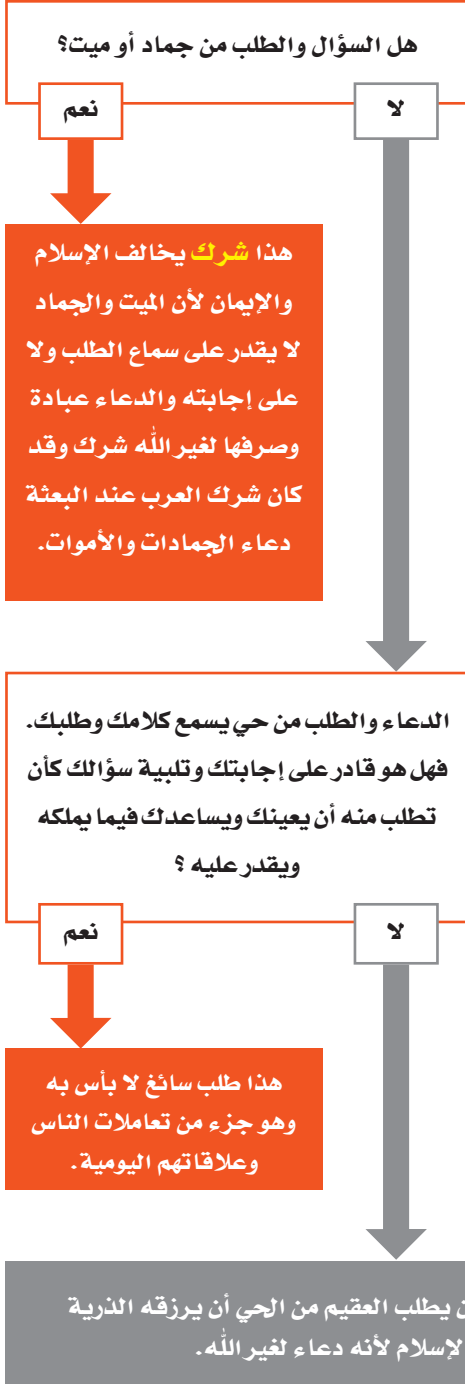 هل السؤال والطلب من جماد أو ميت؟
لا
نعم
هذا شرك يخالف الإسلام
والإيمان لأن الميت والجماد
لا يقدر على سماع الطلب ولا
على إجابته والدعاء عبادة
وصرفها لغير الله شرك وقد
كان شرك العرب عند البعثة
دعاء الجمادات والأموات.
الدعاء والطلب من حي يسمع كلامك وطلبك.
فهل هو قادر على إجابتك وتلبية سؤالك كأن
تطلب منه أن يعينك ويساعدك فيما يملكه
ويقدر عليه ؟
لا
نعم
هذا طلب سائغ لا بأس به
وهو جزء من تعاملات الناس
وعلاقاتهم اليومية.
يطلب العقيم من الحي أن يرزقه الذرية
لإسلام لأنه دعاء لغير الله.